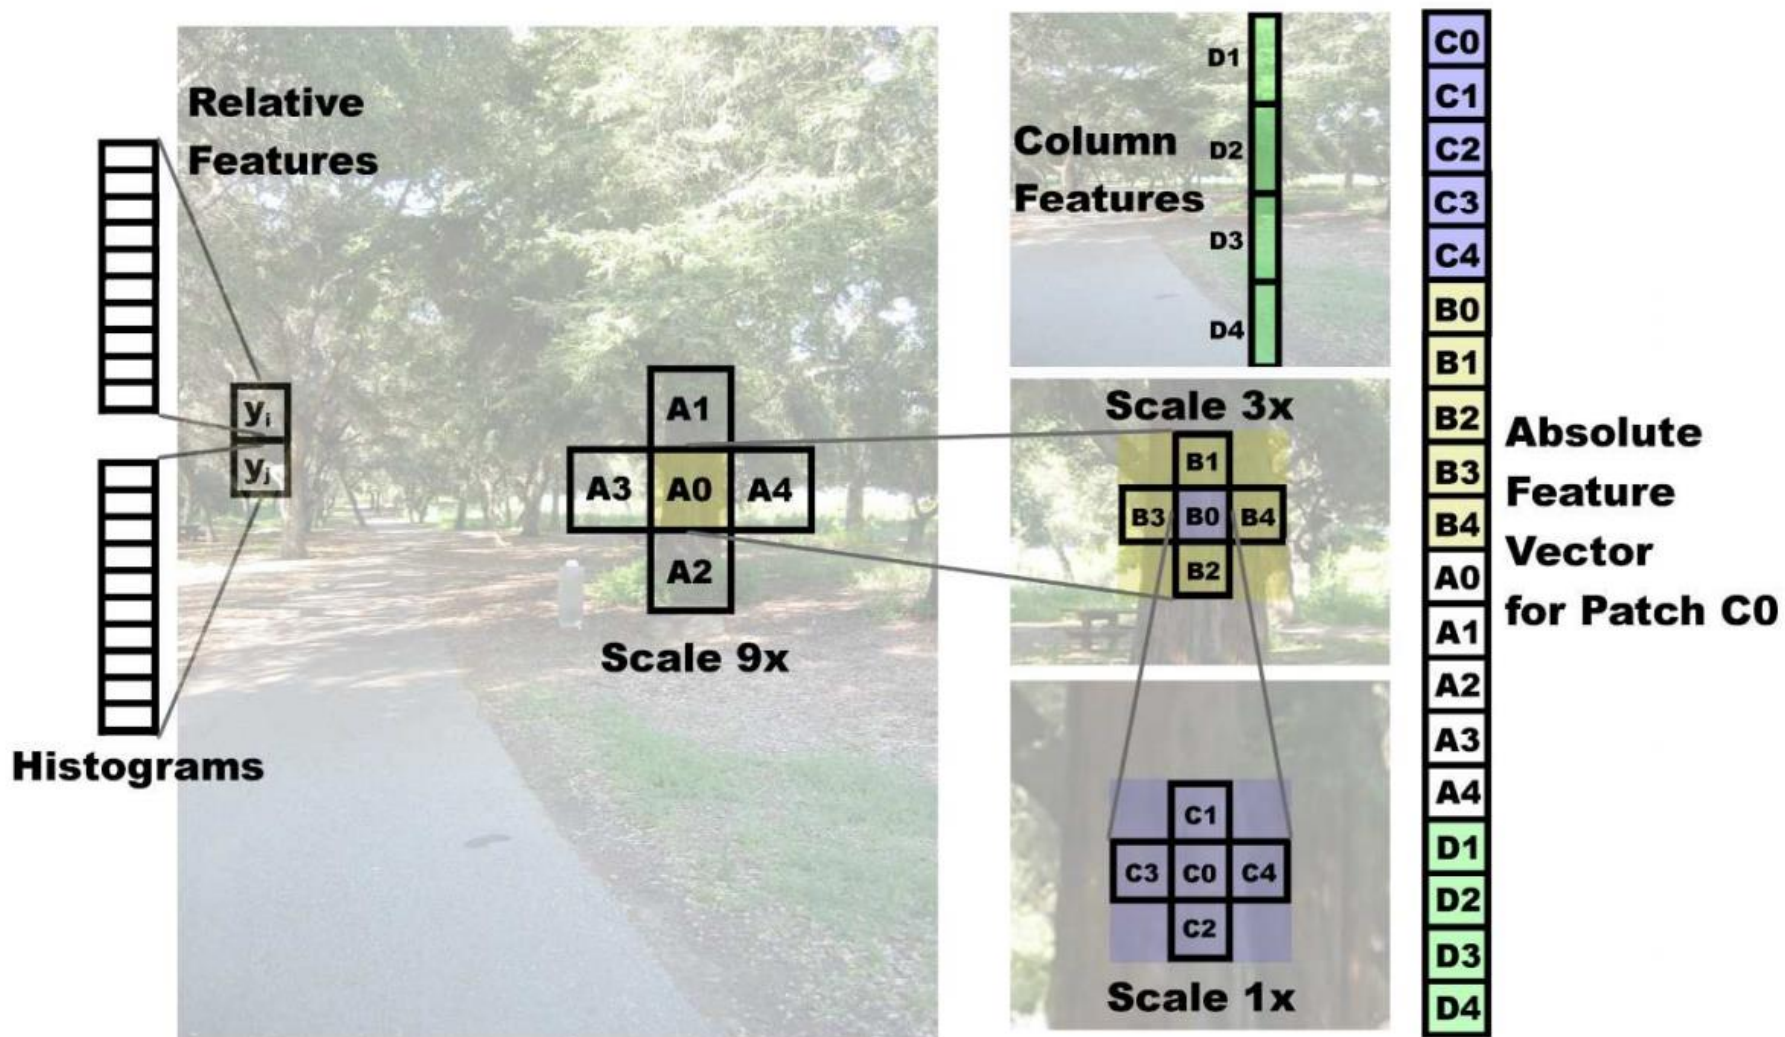 Relative
Features
Histograms
y_i
y_j
A1
A3 A0 A4
A2
Scale 9x
Column
Features
D1
D2
D3
D4
Scale 3x
B1
B3 B0 B4
B2
C1
C3 C0 C4
C2
Scale 1x
C0
C1
C2
C3
C4
B0
B1
B2
B3
B4
A0
A1
A2
A3
A4
D1
D2
D3
D4
Absolute
Feature
Vector
for Patch C0